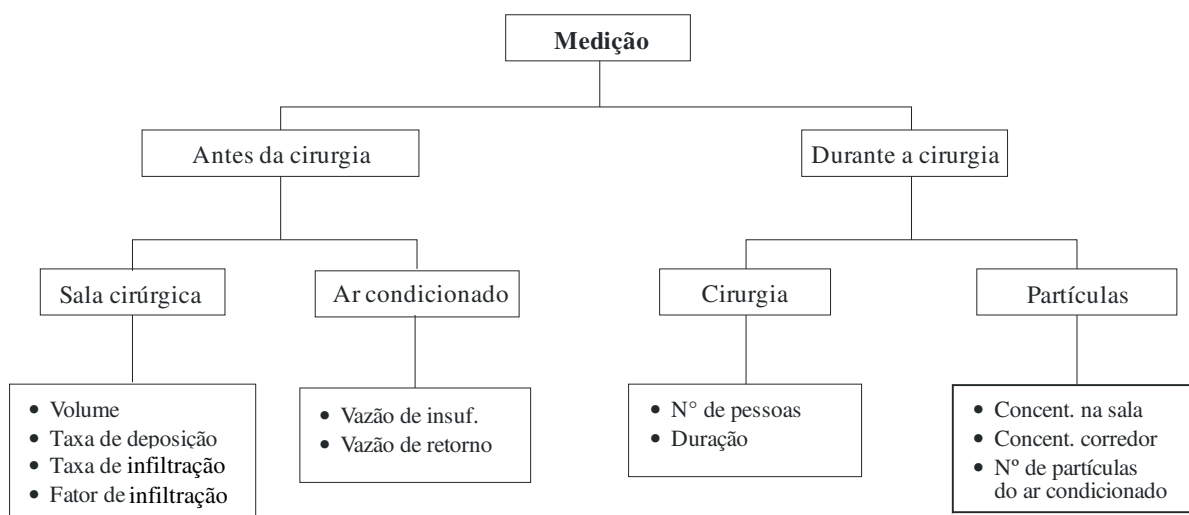 Medição
Antes da cirurgia
Durante a cirurgia
Sala cirúrgica
Ar condicionado
Cirurgia
Partículas
• Volume
• Taxa de deposição
• Taxa de infiltração
• Fator de infiltração
• Vazão de insuf.
• Vazão de retorno
• N° de pessoas
• Duração
• Concent. na sala
• Concent. corredor
• Nº de partículas
do ar condicionado